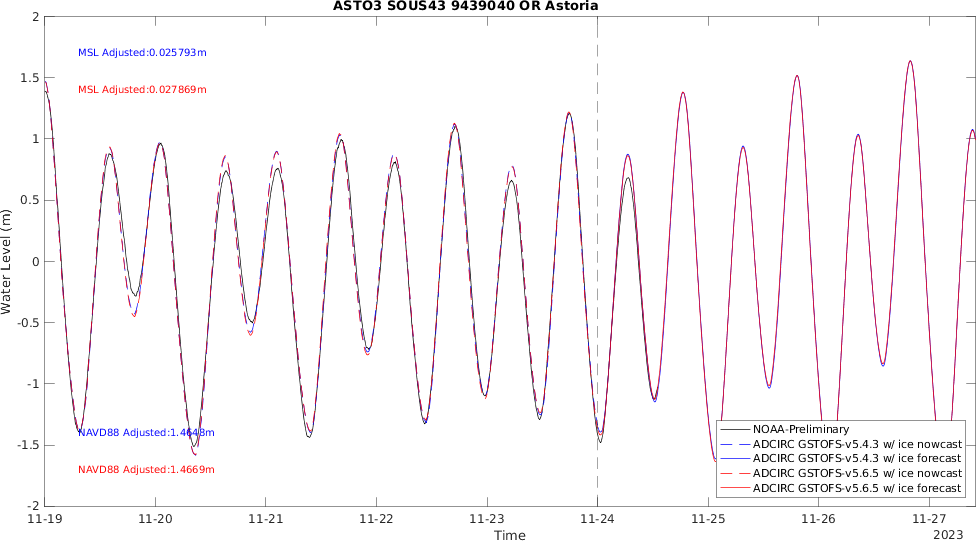 ASTO3 SOUS43 9439040 OR Astoria
2
1.5
1
0.5
0
-0.5
-1
-1.5
-2
Water Level (m)
MSL Adjusted:0.025793m
MSL Adjusted:0.027869m
NAVD88 Adjusted:1.4648m
NAVD88 Adjusted:1.4669m
NOAA-Preliminary
ADCIRC GSTOFS-v5.4.3 w/ ice nowcast
ADCIRC GSTOFS-v5.4.3 w/ ice forecast
ADCIRC GSTOFS-v5.6.5 w/ ice nowcast
ADCIRC GSTOFS-v5.6.5 w/ ice forecast
11-19 11-20 11-21 11-22 11-23 11-24 11-25 11-26 11-27
Time
2023